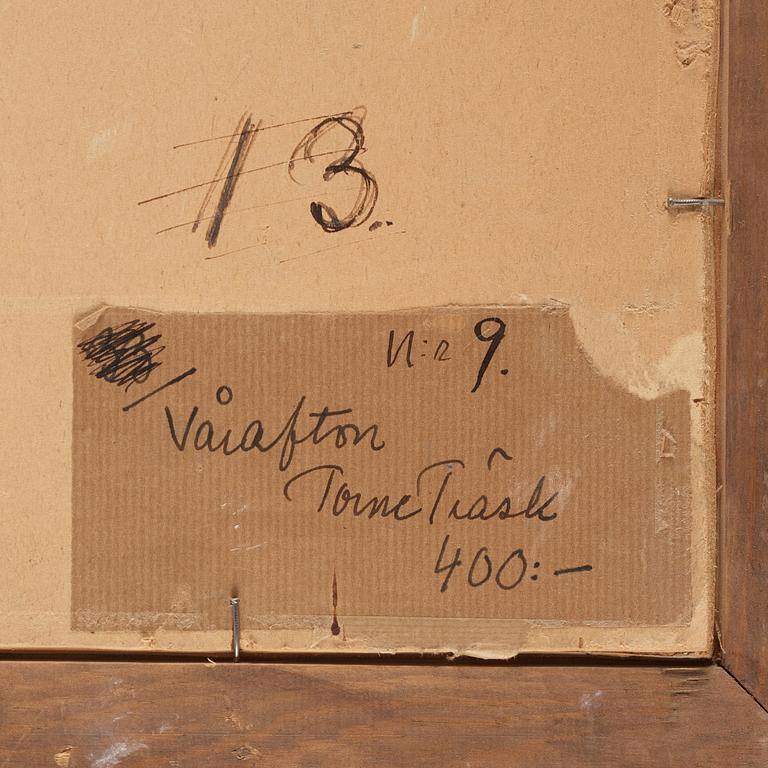 13.
N:r 9.
Vårafton
Torne Träsk
400:-